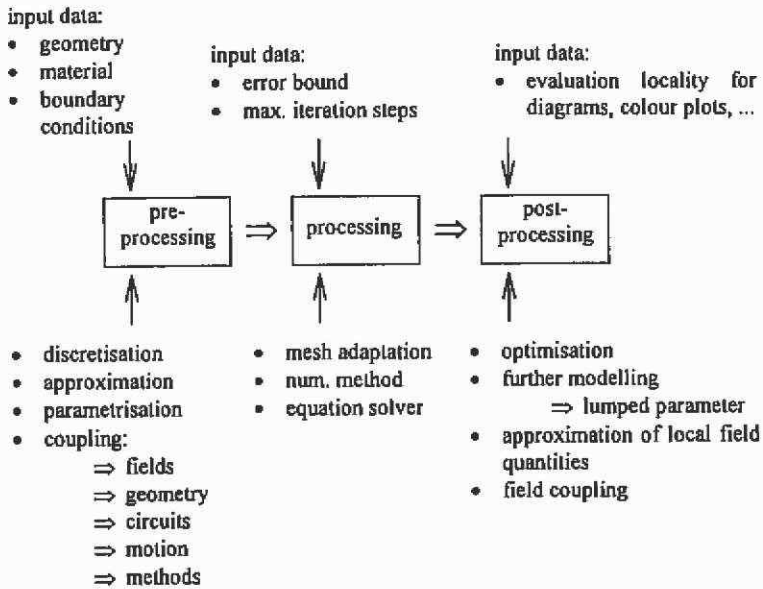 input data:
• geometry
• material
• boundary
conditions
input data:
• error bound
• max. iteration steps
input data:
• evaluation locality for
diagrams, colour plots, ...
pre-
processing
⇒
processing
⇒
post-
processing
• discretisation
• approximation
• parametrisation
• coupling:
⇒ fields
⇒ geometry
⇒ circuits
⇒ motion
⇒ methods
• mesh adaptation
• num. method
• equation solver
• optimisation
• further modelling
⇒ lumped parameter
• approximation of local field
quantities
• field coupling